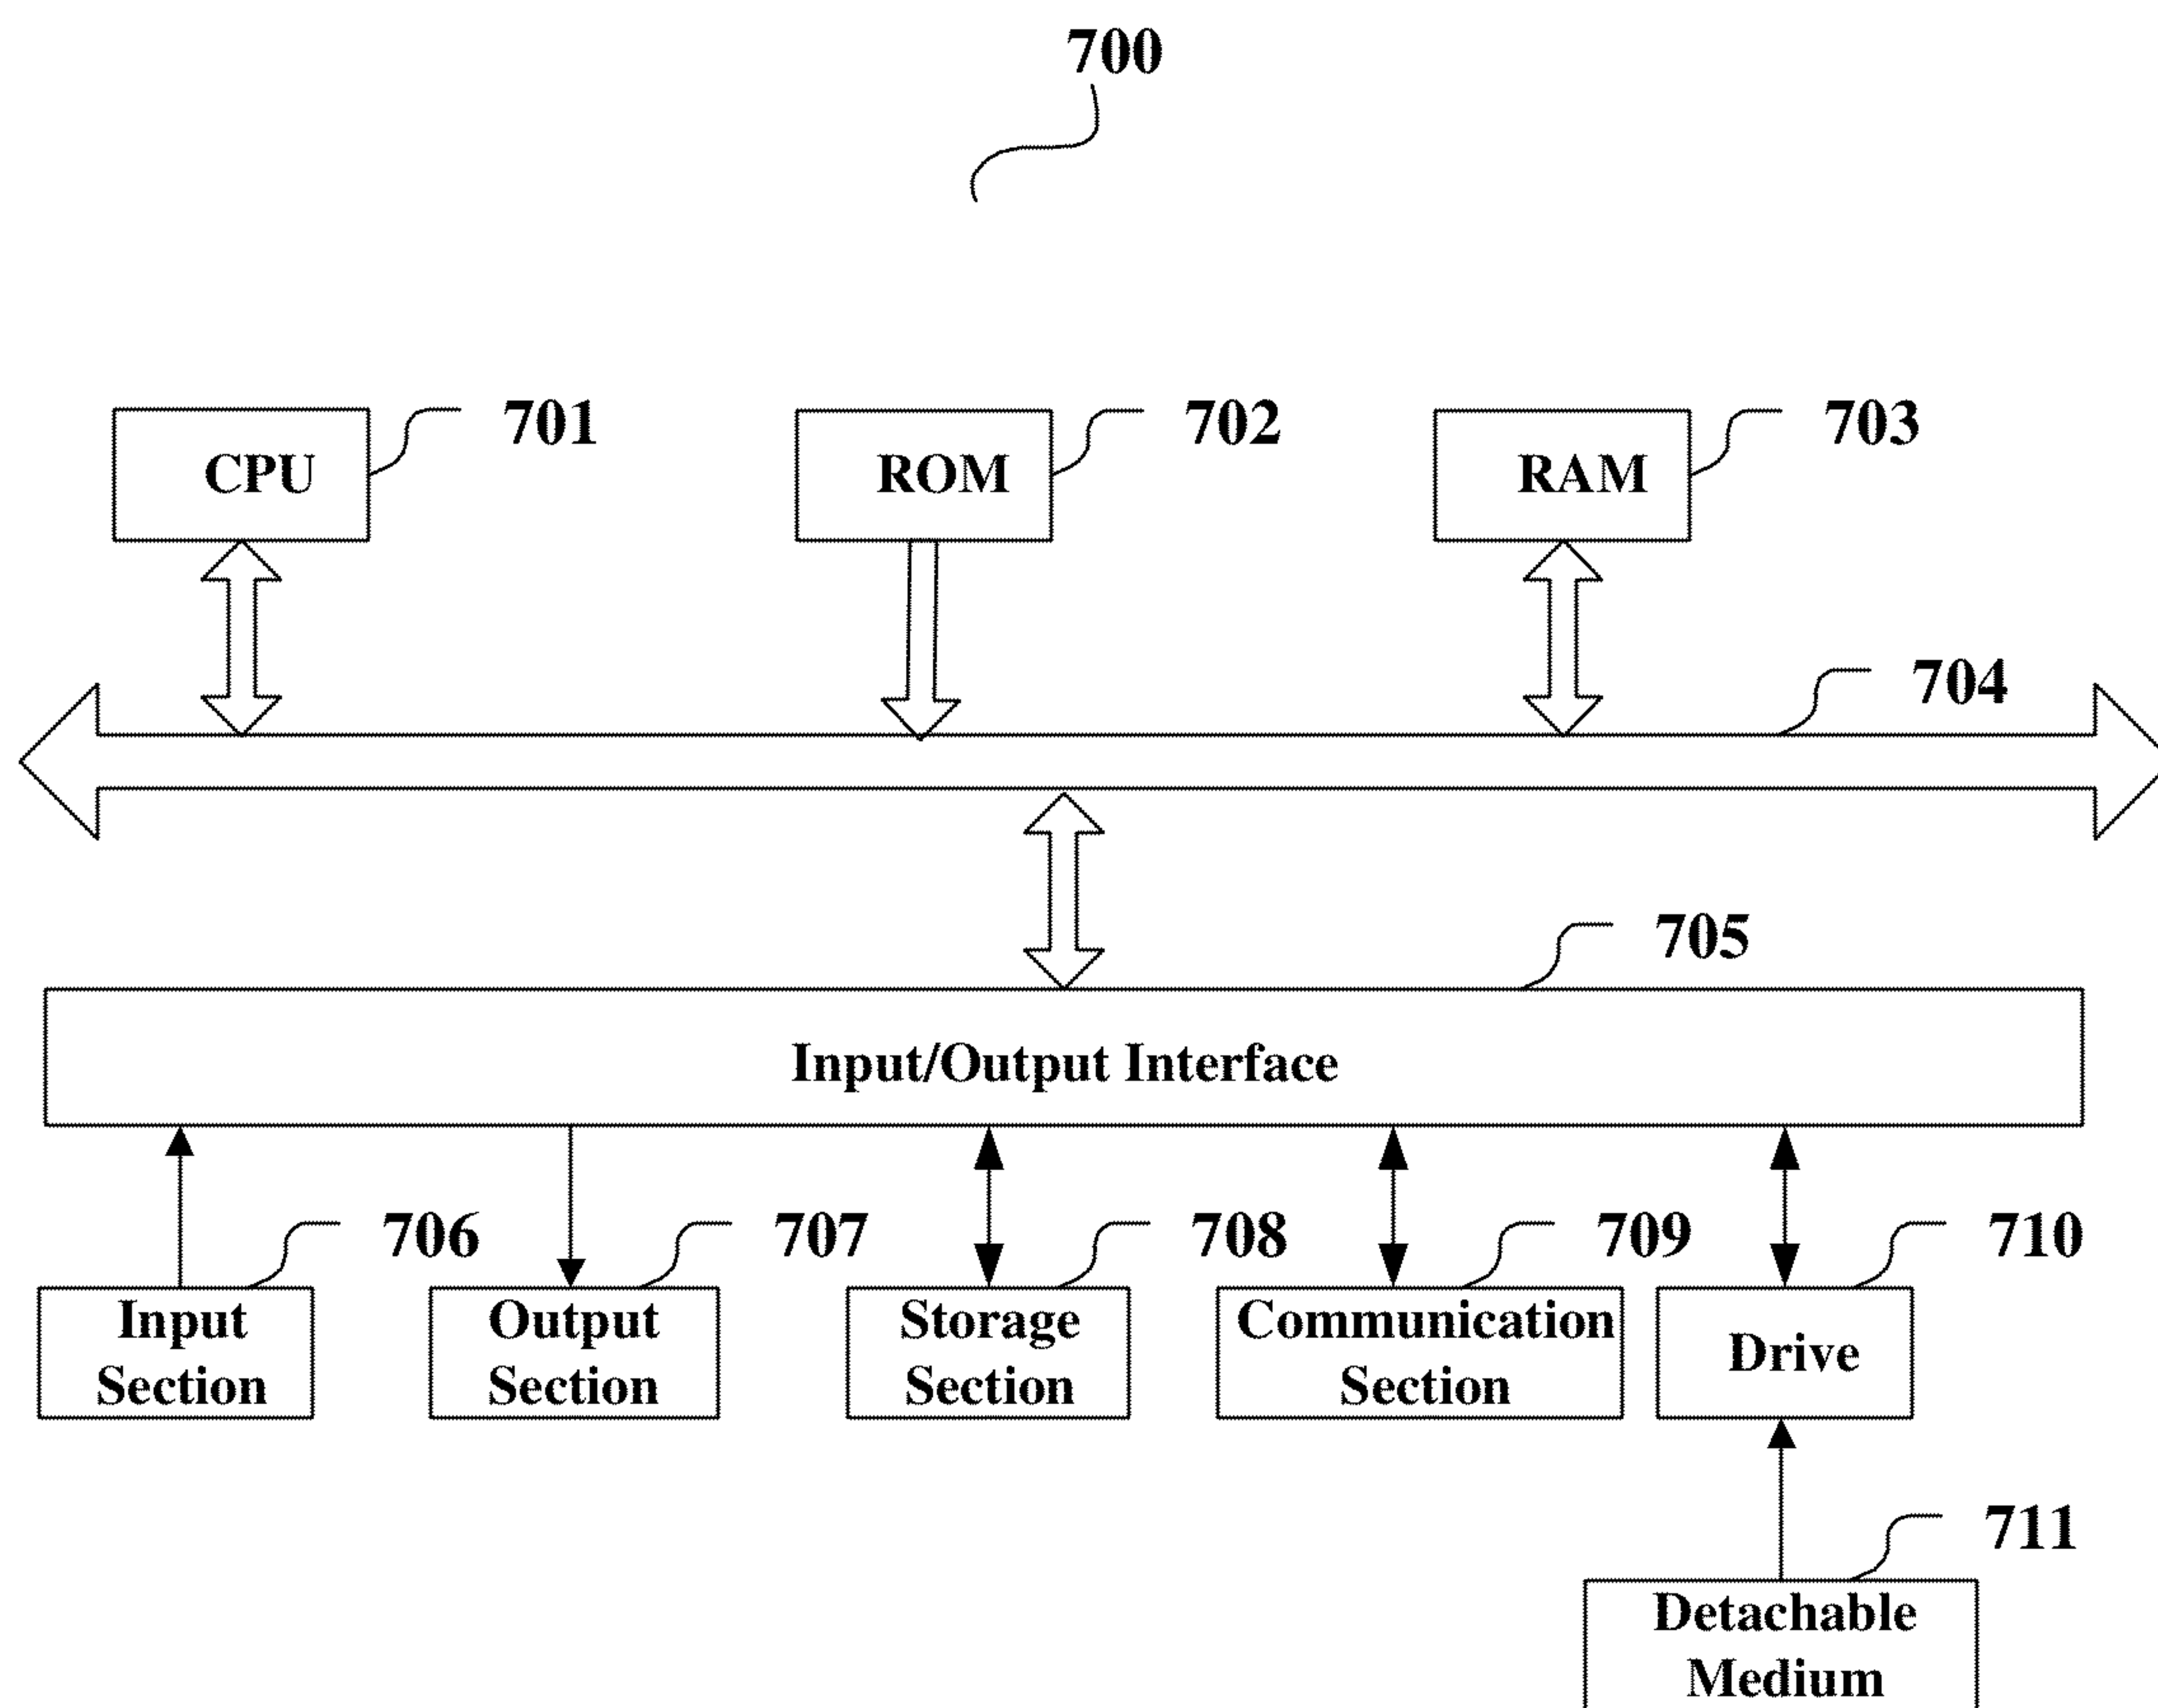 700
CPU
701
ROM
702
RAM
703
704
705
Input/Output Interface
706
707
708
709
710
Input
Section
Output
Section
Storage
Section
Communication
Section
Drive
711
Detachable
Medium